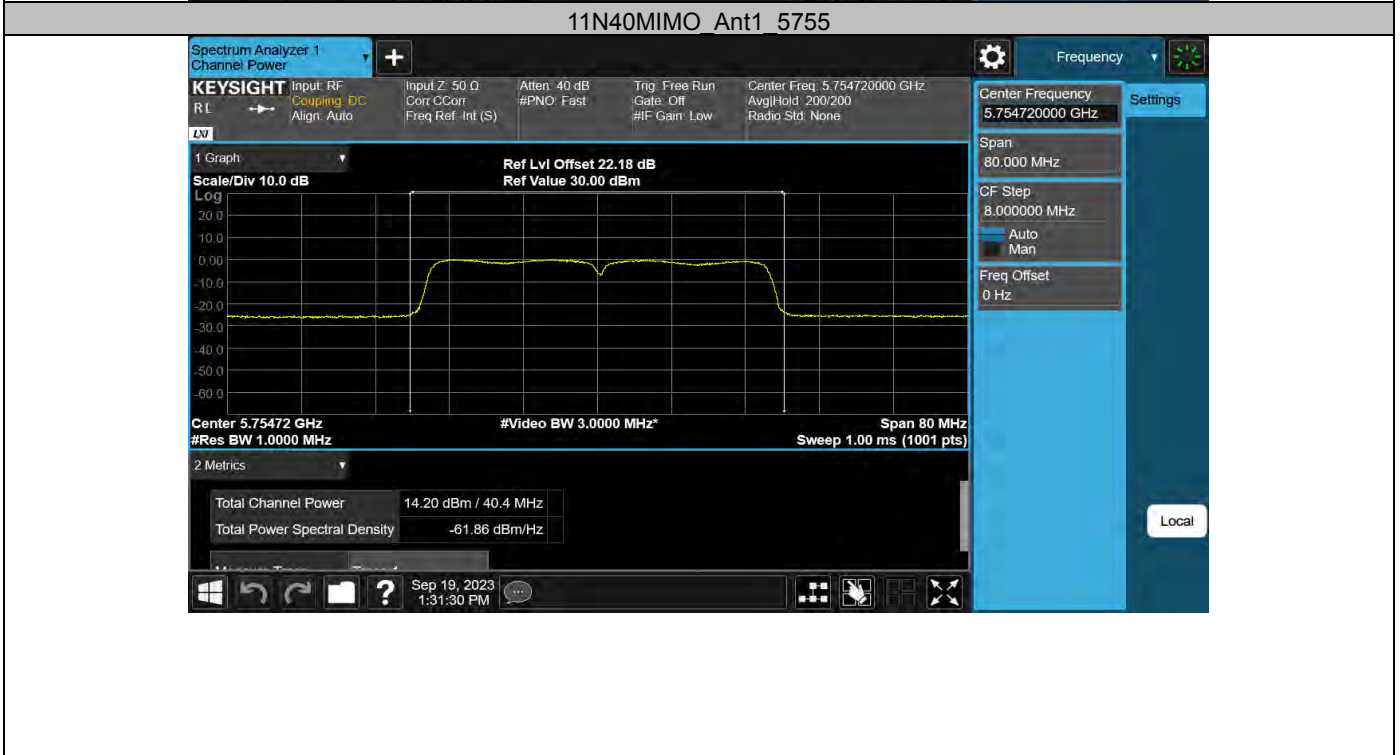 11N40MIMO_Ant1_5755
Spectrum Analyzer 1
Channel Power
Frequency
KEYSIGHT
Input: RF
Coupling: DC
Align: Auto
R L
LXI
Input Z: 50 Ω
Corr CCorr
Freq Ref: Int (S)
Atten: 40 dB
#PNO: Fast
Trig: Free Run
Gate: Off
#IF Gain: Low
Center Freq: 5.754720000 GHz
Avg|Hold: 200/200
Radio Std: None
Center Frequency
5.754720000 GHz
Settings
Span
80.000 MHz
CF Step
8.000000 MHz
Auto
Man
Freq Offset
0 Hz
1 Graph
Scale/Div 10.0 dB
Ref Lvl Offset 22.18 dB
Ref Value 30.00 dBm
Log
20.0
10.0
0.00
-10.0
-20.0
-30.0
-40.0
-50.0
-60.0
Center 5.75472 GHz
#Res BW 1.0000 MHz
#Video BW 3.0000 MHz*
Span 80 MHz
Sweep 1.00 ms (1001 pts)
2 Metrics
Total Channel Power 14.20 dBm / 40.4 MHz
Total Power Spectral Density -61.86 dBm/Hz
Local
?
Sep 19, 2023
1:31:30 PM